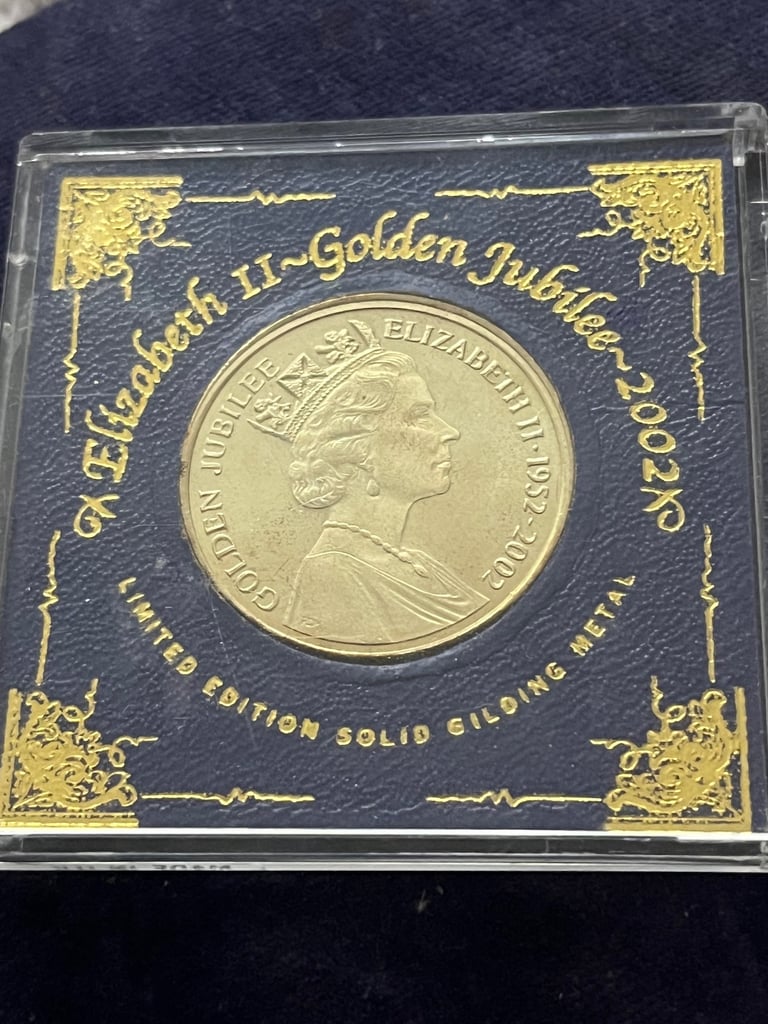 Elizabeth II~Golden Jubilee~2002
GOLDEN JUBILEE
ELIZABETH II·1952-2002
LIMITED EDITION SOLID GILDING METAL